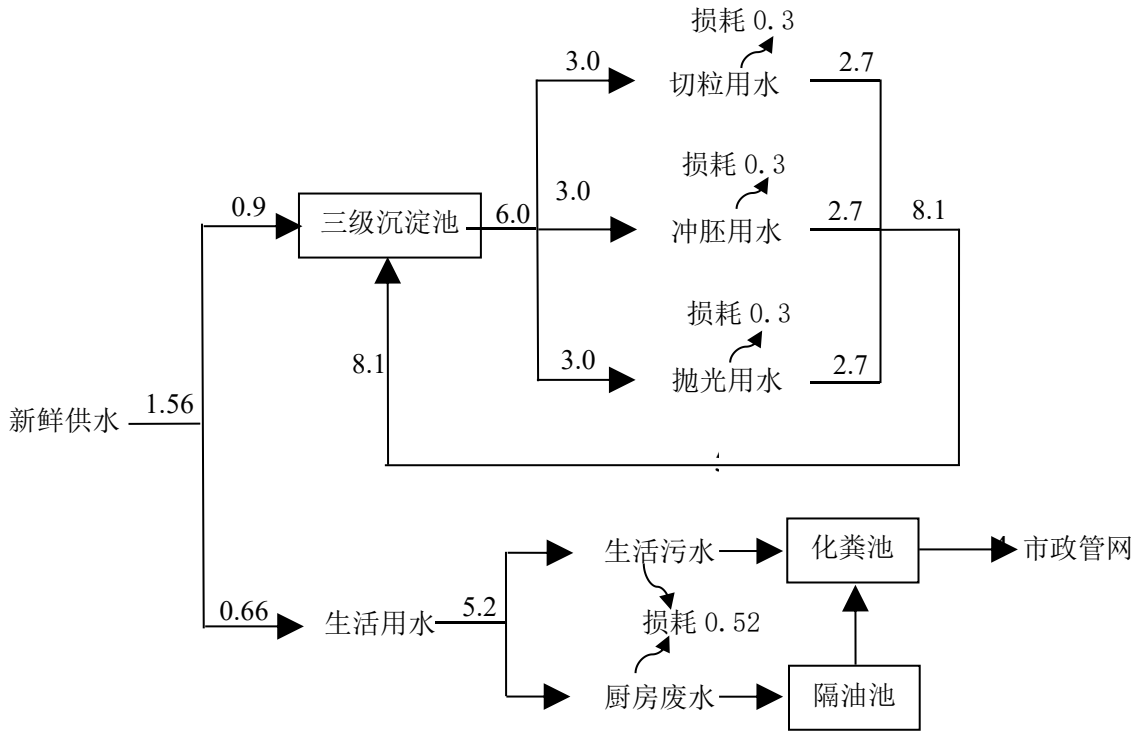 损耗 0.3
3.0
切粒用水
2.7
损耗 0.3
0.9
三级沉淀池
6.0
3.0
冲胚用水
2.7
8.1
损耗 0.3
8.1
3.0
抛光用水
2.7
新鲜供水
1.56
生活污水
化粪池
市政管网
0.66
生活用水
5.2
损耗 0.52
厨房废水
隔油池